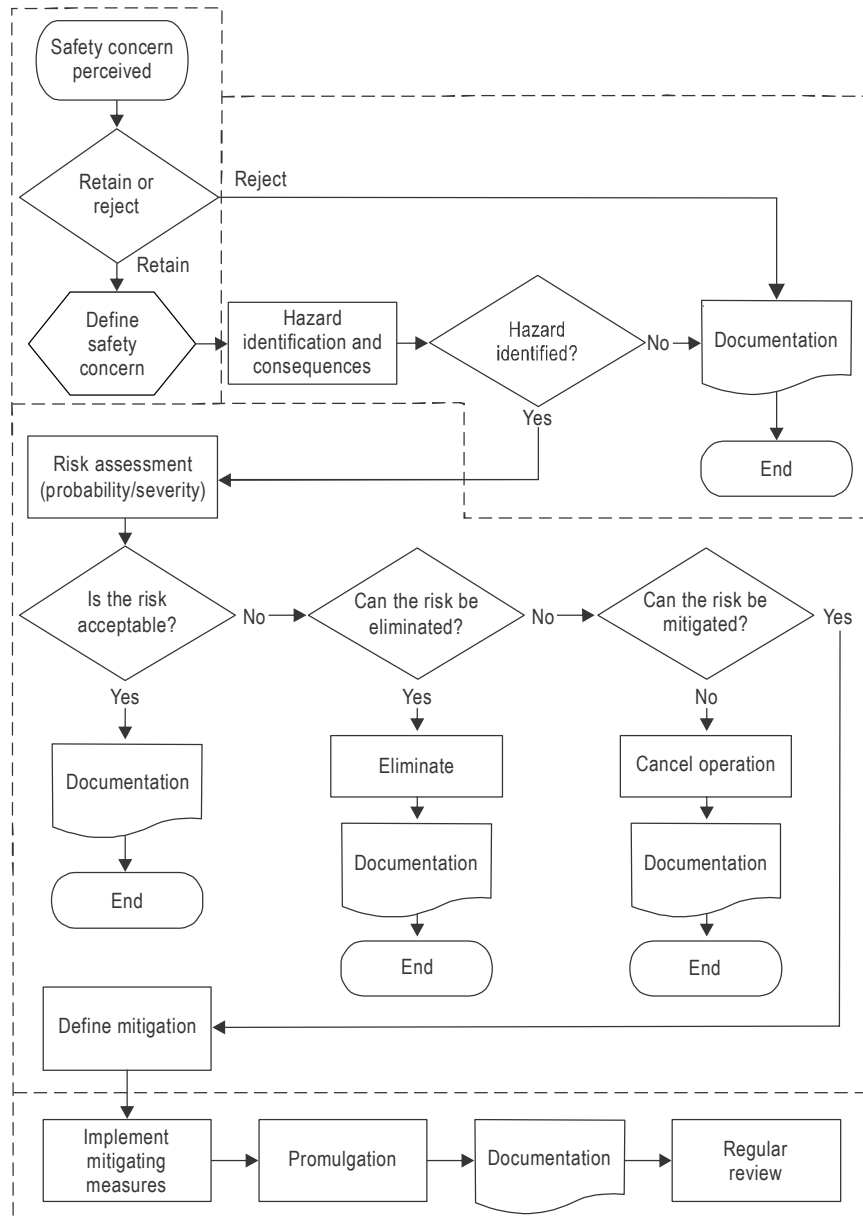 Safety concern
perceived
Retain or
reject
Reject
Retain
Define
safety
concern
Hazard
identification and
consequences
Hazard
identified?
No
Documentation
Yes
End
Risk assessment
(probability/severity)
Is the risk
acceptable?
No
Can the risk be
eliminated?
No
Can the risk be
mitigated?
Yes
Yes
Yes
No
Documentation
Eliminate
Cancel operation
Documentation
Documentation
End
End
End
Define mitigation
Implement
mitigating
measures
Promulgation
Documentation
Regular
review